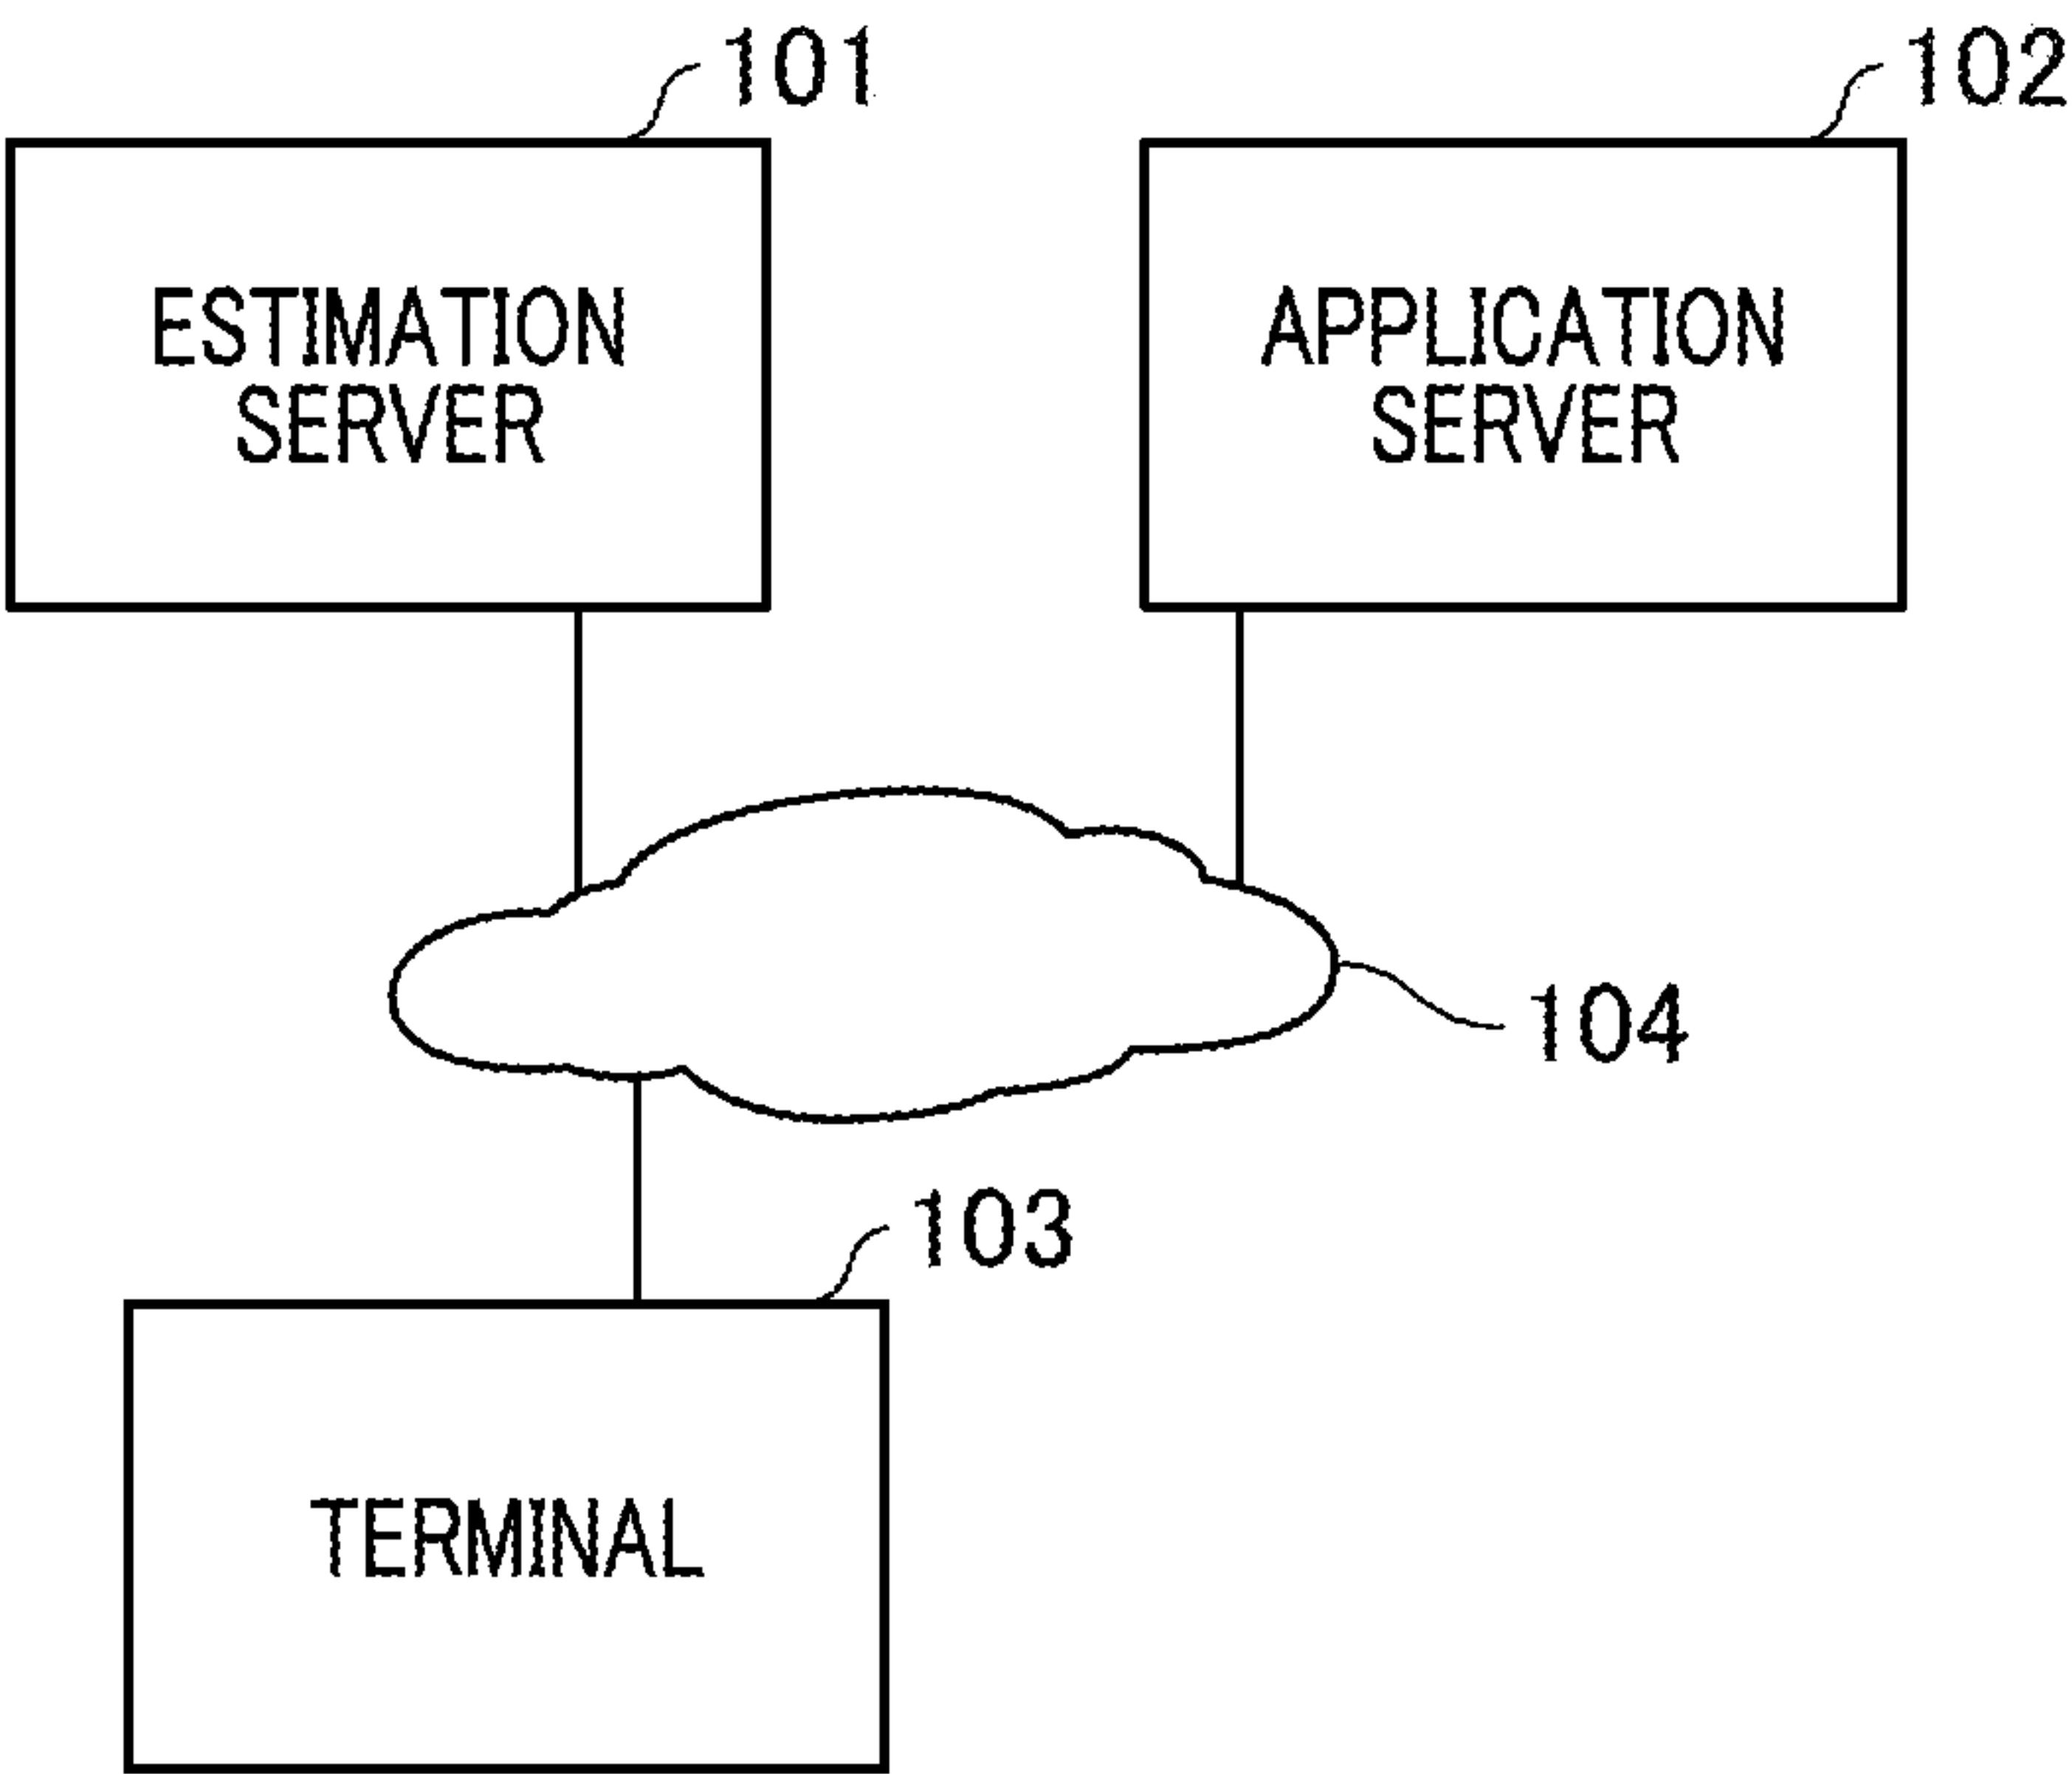 101
102
ESTIMATION
SERVER
APPLICATION
SERVER
104
103
TERMINAL